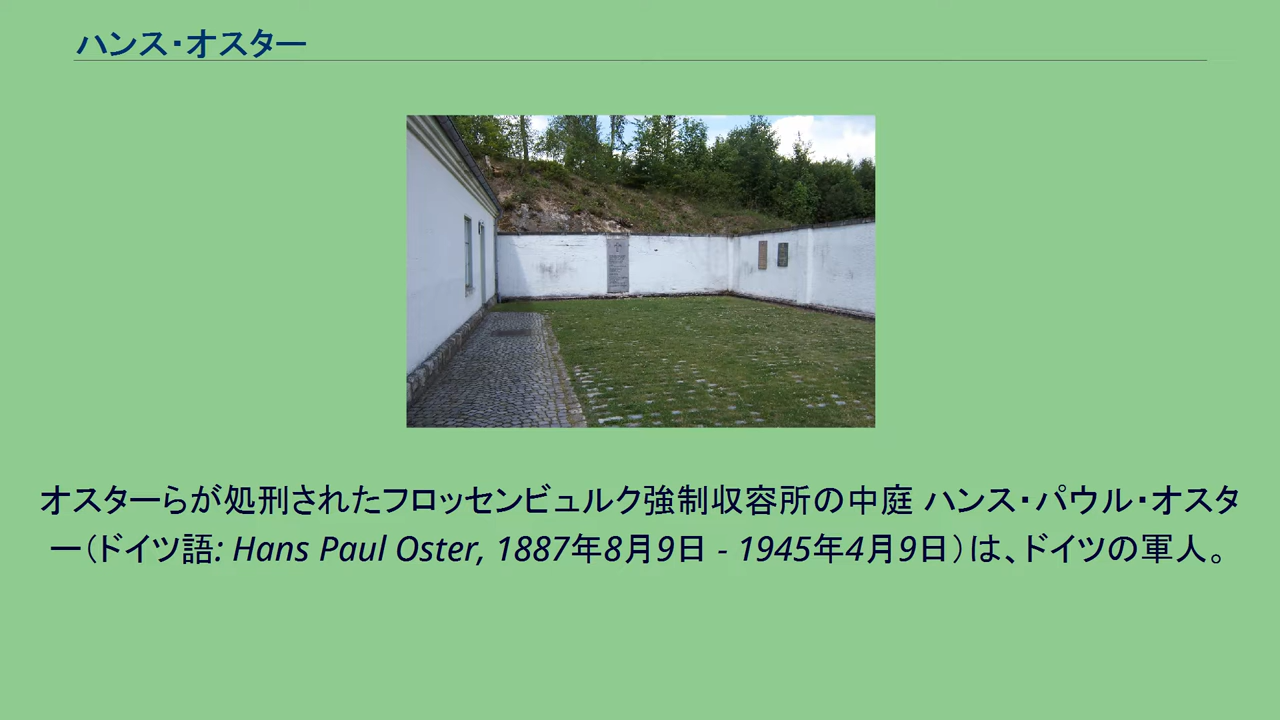 ハンス・オスター
オスターらが処刑されたフロッセンビュルク強制収容所の中庭 ハンス・パウル・オスタ
ー（ドイツ語: Hans Paul Oster, 1887年8月9日 - 1945年4月9日）は、ドイツの軍人。